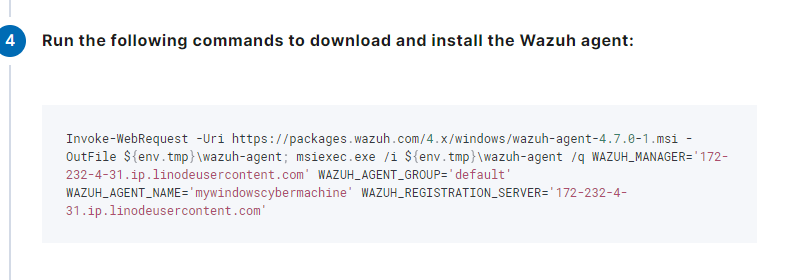 4
Run the following commands to download and install the Wazuh agent:
Invoke-WebRequest -Uri https://packages.wazuh.com/4.x/windows/wazuh-agent-4.7.0-1.msi -
OutFile ${env.tmp}\wazuh-agent; msiexec.exe /i ${env.tmp}\wazuh-agent /q WAZUH_MANAGER='172-
232-4-31.ip.linodeusercontent.com' WAZUH_AGENT_GROUP='default'
WAZUH_AGENT_NAME='mywindowscybermachine' WAZUH_REGISTRATION_SERVER='172-232-4-
31.ip.linodeusercontent.com'